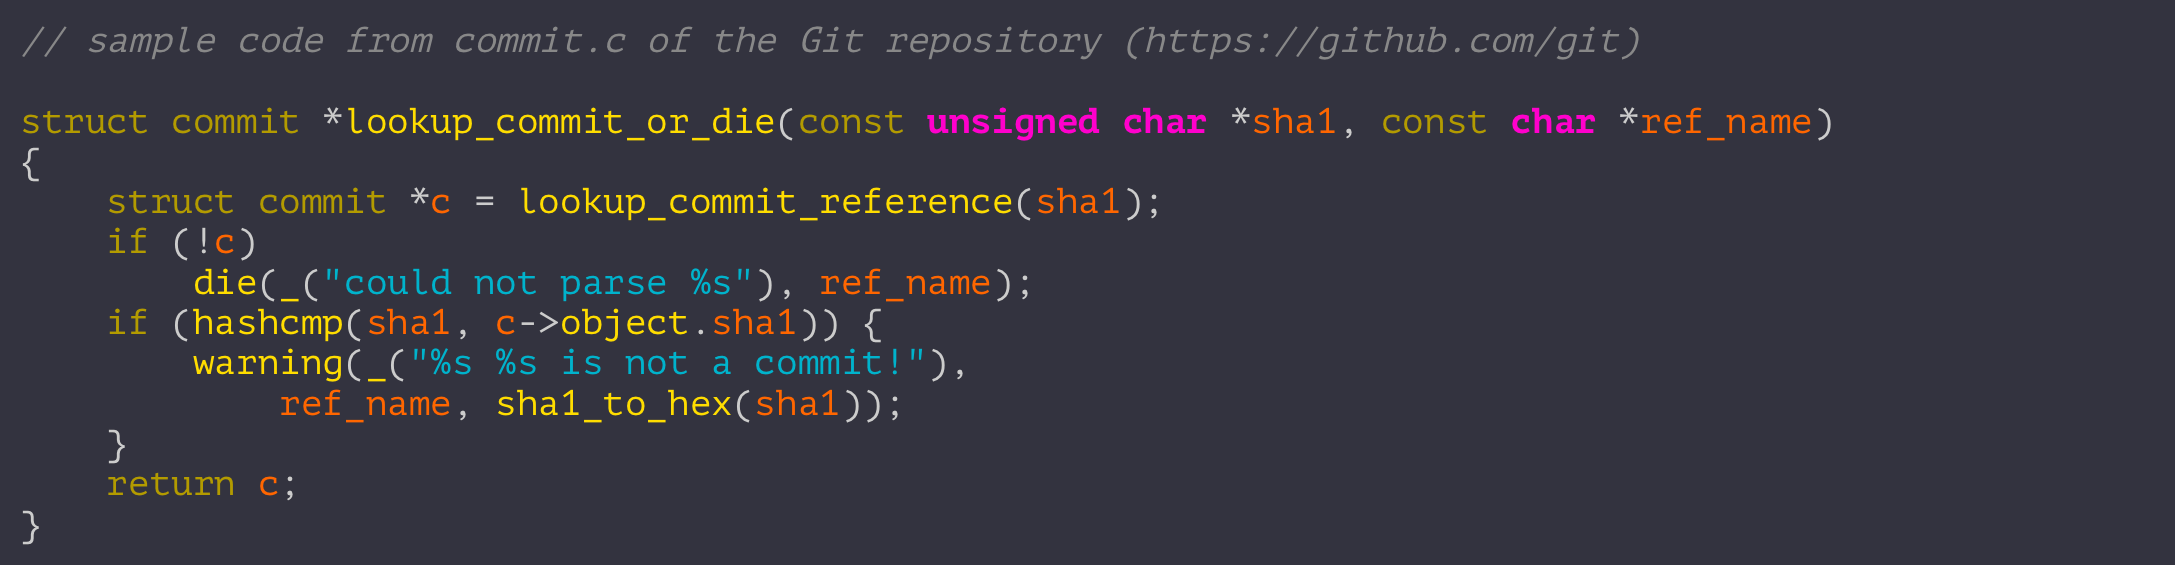 // sample code from commit.c of the Git repository (https://github.com/git)

struct commit *lookup_commit_or_die(const unsigned char *sha1, const char *ref_name)
{
    struct commit *c = lookup_commit_reference(sha1);
    if (!c)
        die(_("could not parse %s"), ref_name);
    if (hashcmp(sha1, c->object.sha1)) {
        warning(_("%s %s is not a commit!"),
            ref_name, sha1_to_hex(sha1));
    }
    return c;
}